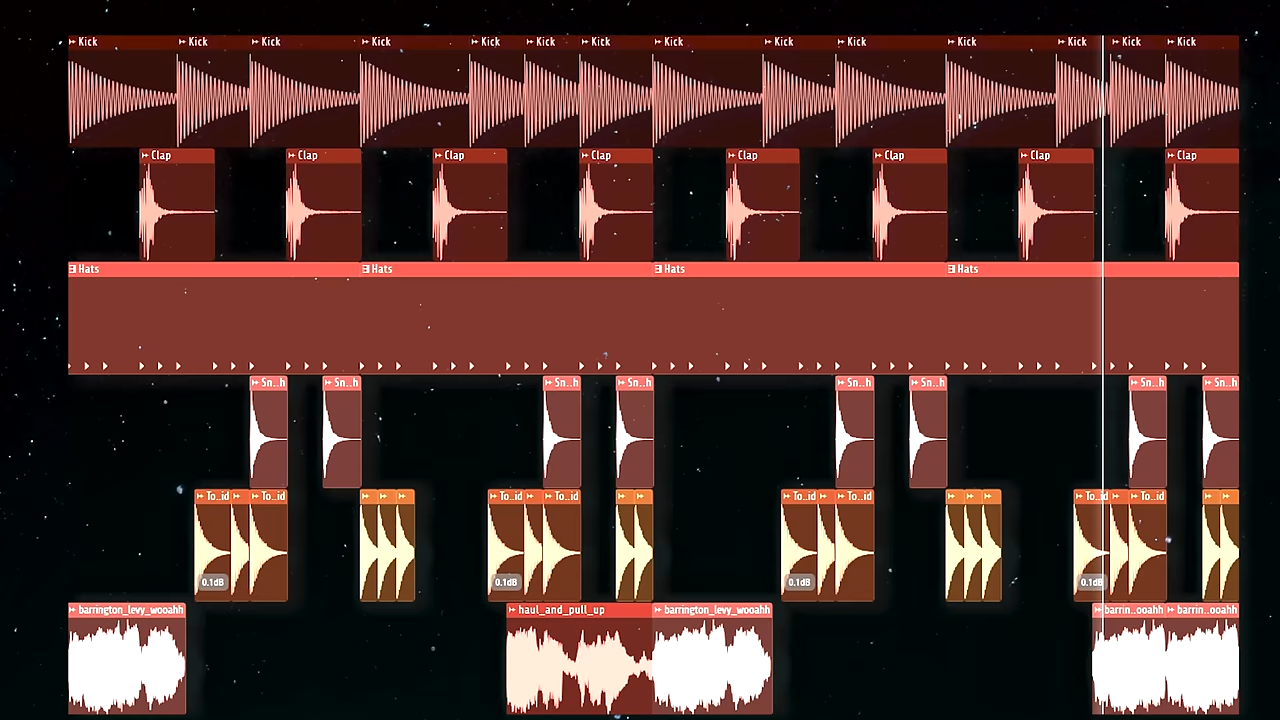 Kick Kick Kick Kick Kick Kick Kick Kick Kick Kick Kick Kick Kick Kick
Clap Clap Clap Clap Clap Clap Clap Clap
Hats Hats Hats Hats
Sn..h Sn..h Sn..h Sn..h Sn..h Sn..h Sn..h Sn..h
To..id To..id To..id To..id To..id To..id To..id To..id
0.1dB 0.1dB 0.1dB 0.1dB
barrington_levy_wooahh haul_and_pull_up barrington_levy_wooahh barrin..ooahh barrin..ooahh